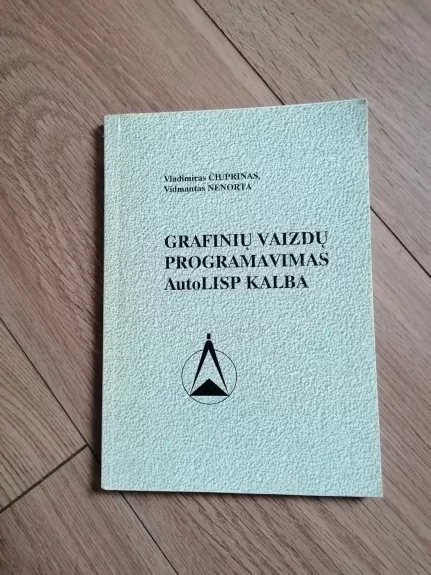 Vladimiras ČIUPRINAS,
Vidmantas NENORTA
GRAFINIŲ VAIZDŲ
PROGRAMAVIMAS
AutoLISP KALBA